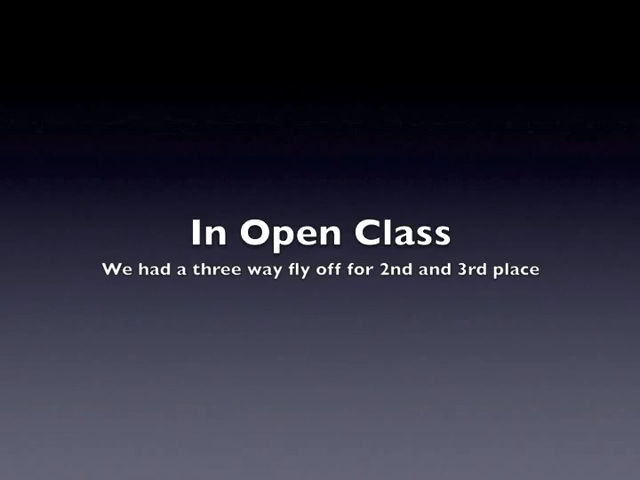 In Open Class
We had a three way fly off for 2nd and 3rd place